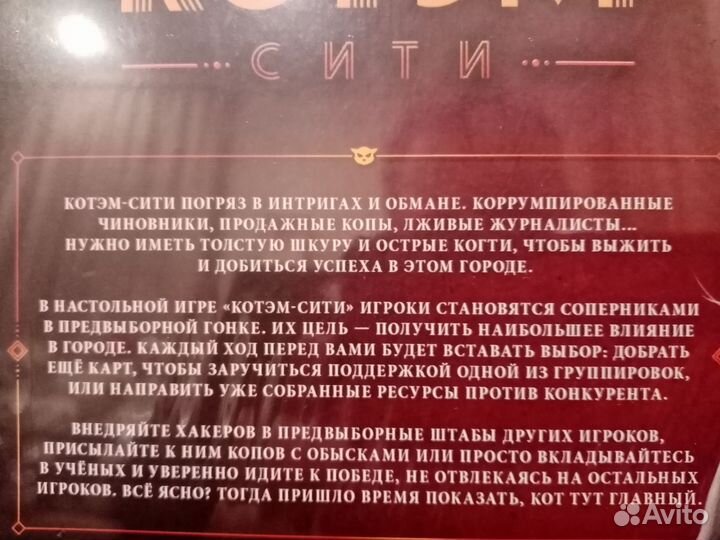 КОТЭМ
СИТИ
КОТЭМ-СИТИ ПОГРЯЗ В ИНТРИГАХ И ОБМАНЕ. КОРРУМПИРОВАННЫЕ
ЧИНОВНИКИ, ПРОДАЖНЫЕ КОПЫ, ЛЖИВЫЕ ЖУРНАЛИСТЫ...
НУЖНО ИМЕТЬ ТОЛСТУЮ ШКУРУ И ОСТРЫЕ КОГТИ, ЧТОБЫ ВЫЖИТЬ
И ДОБИТЬСЯ УСПЕХА В ЭТОМ ГОРОДЕ.
В НАСТОЛЬНОЙ ИГРЕ «КОТЭМ-СИТИ» ИГРОКИ СТАНОВЯТСЯ СОПЕРНИКАМИ
В ПРЕДВЫБОРНОЙ ГОНКЕ. ИХ ЦЕЛЬ — ПОЛУЧИТЬ НАИБОЛЬШЕЕ ВЛИЯНИЕ
В ГОРОДЕ. КАЖДЫЙ ХОД ПЕРЕД ВАМИ БУДЕТ ВСТАВАТЬ ВЫБОР: ДОБРАТЬ
ЕЩЁ КАРТ, ЧТОБЫ ЗАРУЧИТЬСЯ ПОДДЕРЖКОЙ ОДНОЙ ИЗ ГРУППИРОВОК,
ИЛИ НАПРАВИТЬ УЖЕ СОБРАННЫЕ РЕСУРСЫ ПРОТИВ КОНКУРЕНТА.
ВНЕДРЯЙТЕ ХАКЕРОВ В ПРЕДВЫБОРНЫЕ ШТАБЫ ДРУГИХ ИГРОКОВ,
ПРИСЫЛАЙТЕ К НИМ КОПОВ С ОБЫСКАМИ ИЛИ ПРОСТО ВКЛАДЫВАЙТЕСЬ
В УЧЁНЫХ И УВЕРЕННО ИДИТЕ К ПОБЕДЕ, НЕ ОТВЛЕКАЯСЬ НА ОСТАЛЬНЫХ
ИГРОКОВ. ВСЁ ЯСНО? ТОГДА ПРИШЛО ВРЕМЯ ПОКАЗАТЬ, КОТ ТУТ ГЛАВНЫЙ.
Avito